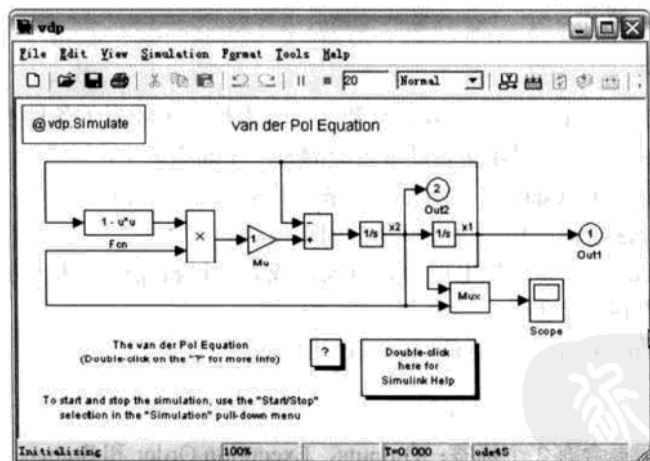 vdp
File Edit View Simulation Format Tools Help
20 Normal
@ vdp.Simulate
van der Pol Equation
1 - u*u
Fcn
×
1
Mu
−
+
1/s
x2
1/s
x1
2
Out2
1
Out1
Mux
Scope
The van der Pol Equation
(Double-click on the "?" for more info)
?
Double-click
here for
Simulink Help
To start and stop the simulation, use the "Start/Stop"
selection in the "Simulation" pull-down menu
Initializing 100% T=0.000 ode45